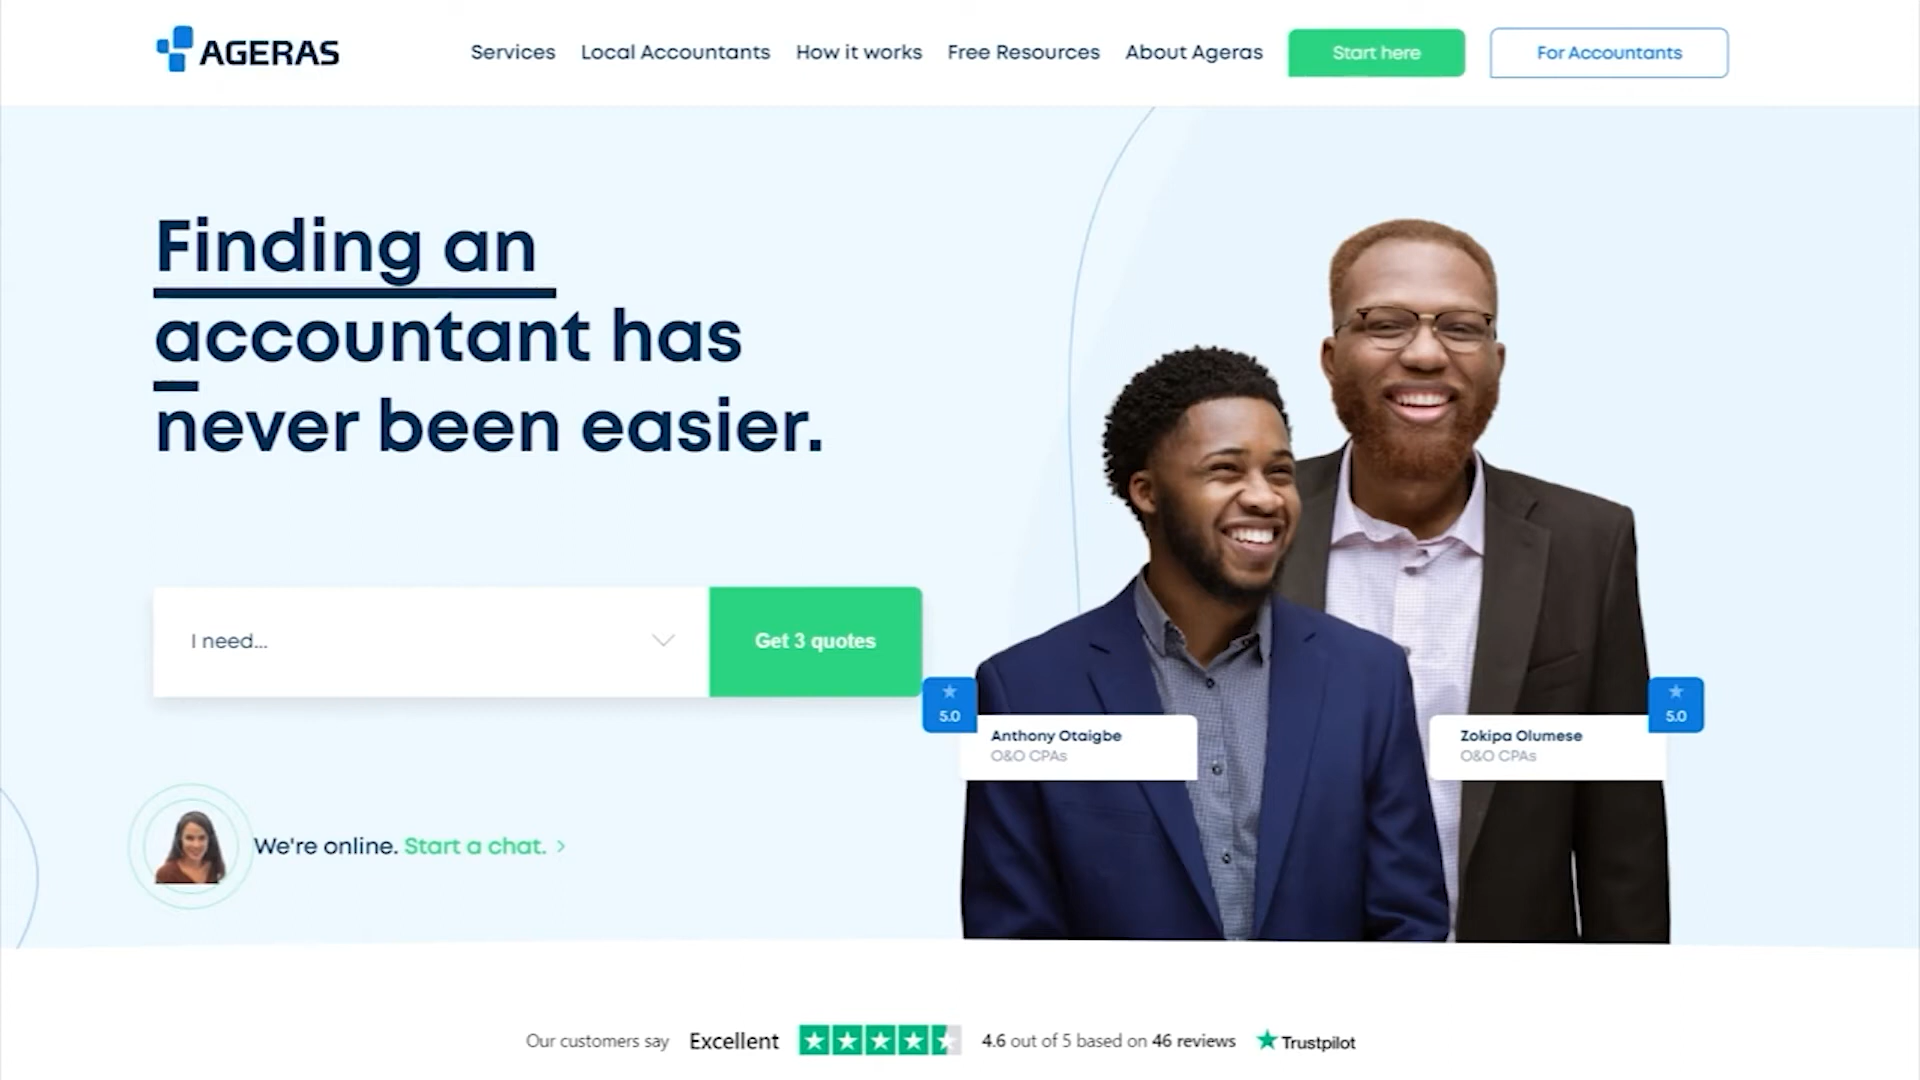 AGERAS
Services Local Accountants How it works Free Resources About Ageras Start here For Accountants
Finding an
accountant has
never been easier.
I need... Get 3 quotes
5.0
Anthony Otaigbe
O&O CPAs
5.0
Zokipa Olumese
O&O CPAs
We're online. Start a chat. >
Our customers say Excellent 4.6 out of 5 based on 46 reviews Trustpilot